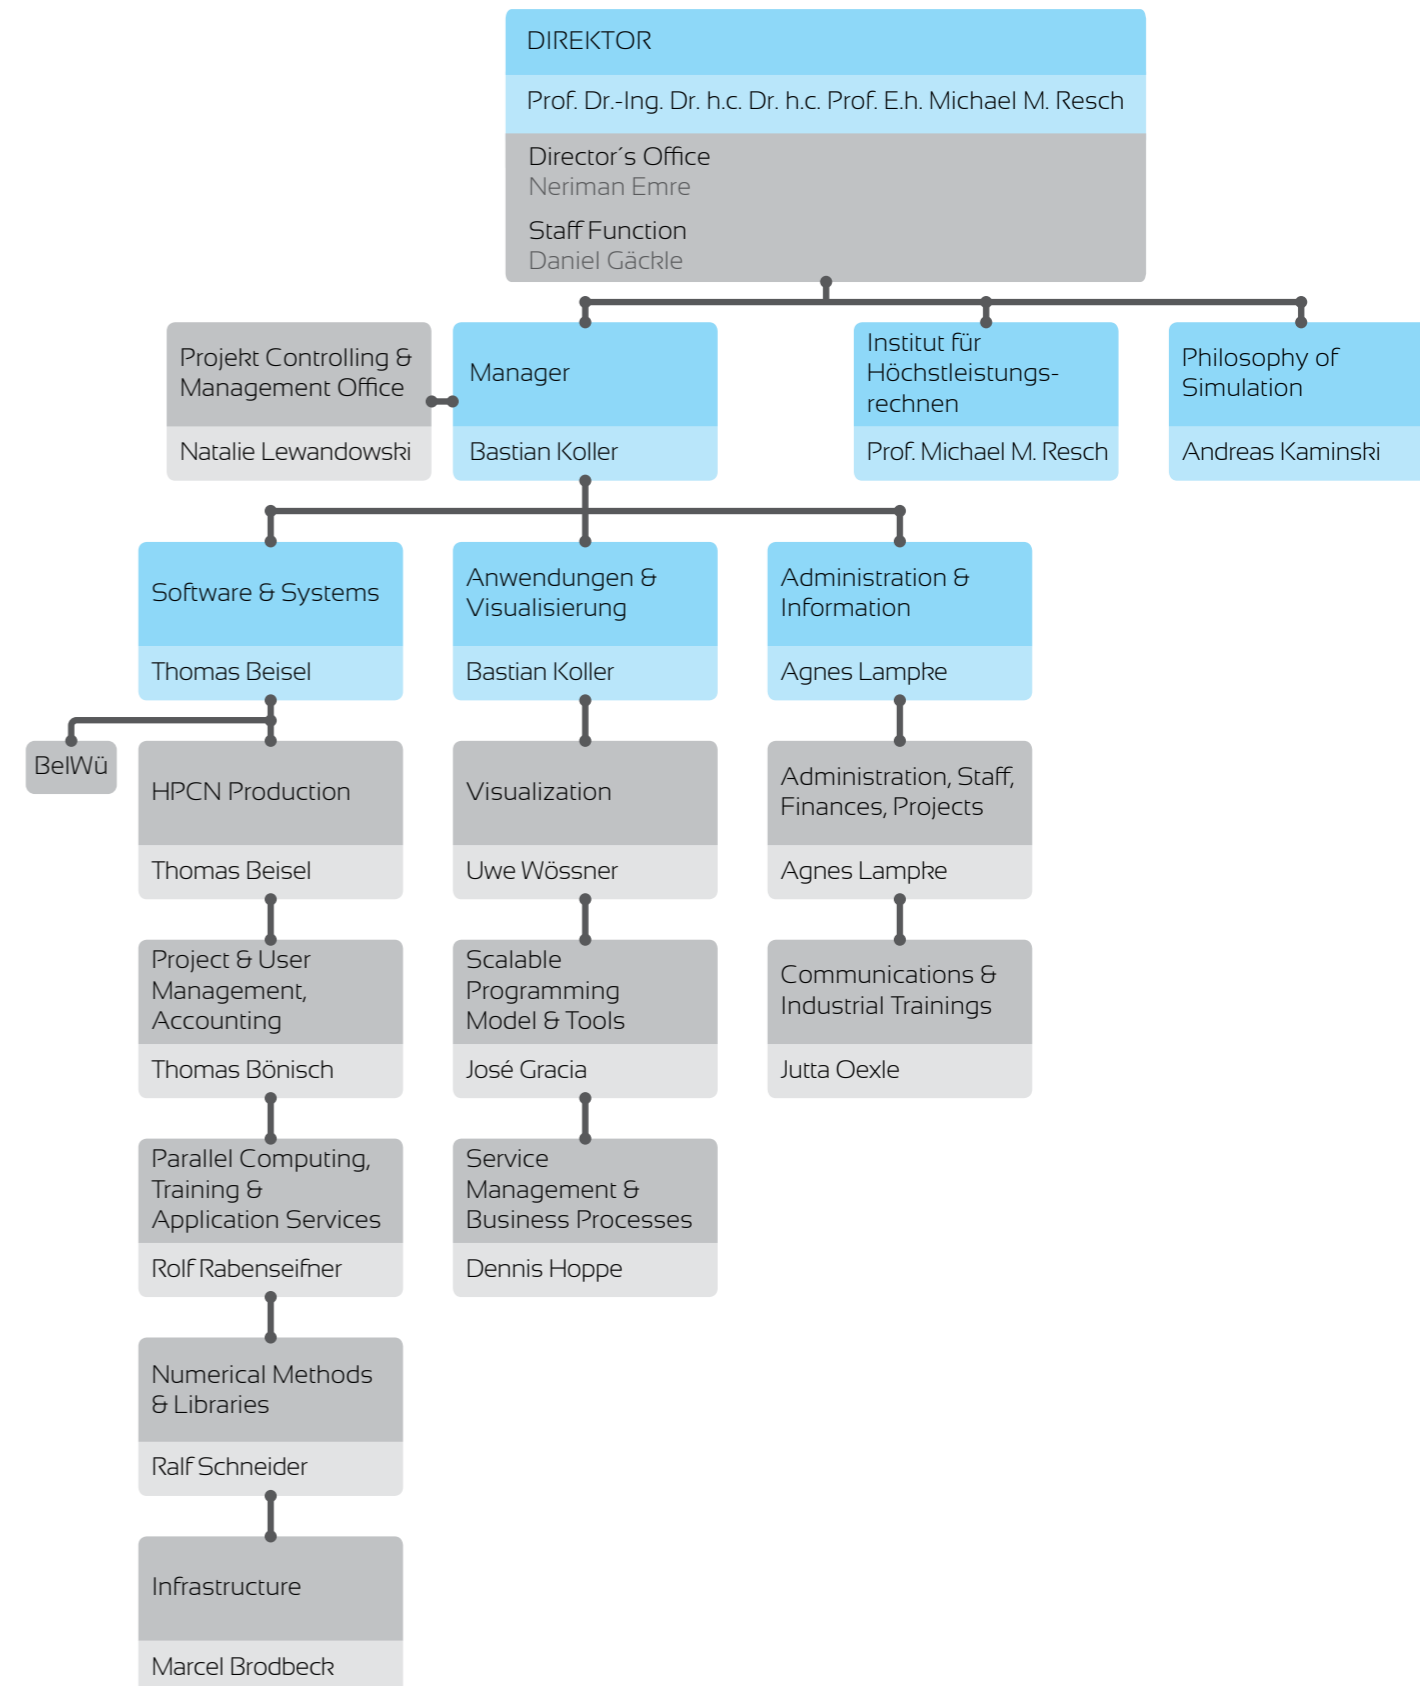 DIREKTOR
Prof. Dr.-Ing. Dr. h.c. Dr. h.c. Prof. E.h. Michael M. Resch
Director´s Office
Neriman Emre
Staff Function
Daniel Gäckle
Projekt Controlling &
Management Office
Natalie Lewandowski
Manager
Bastian Koller
Institut für
Höchstleistungs-
rechnen
Prof. Michael M. Resch
Philosophy of
Simulation
Andreas Kaminski
Software & Systems
Thomas Beisel
Anwendungen &
Visualisierung
Bastian Koller
Administration &
Information
Agnes Lampke
BelWü
HPCN Production
Thomas Beisel
Visualization
Uwe Wössner
Administration, Staff,
Finances, Projects
Agnes Lampke
Project & User
Management,
Accounting
Thomas Bönisch
Scalable
Programming
Model & Tools
José Gracia
Communications &
Industrial Trainings
Jutta Oexle
Parallel Computing,
Training &
Application Services
Rolf Rabenseifner
Service
Management &
Business Processes
Dennis Hoppe
Numerical Methods
& Libraries
Ralf Schneider
Infrastructure
Marcel Brodbeck